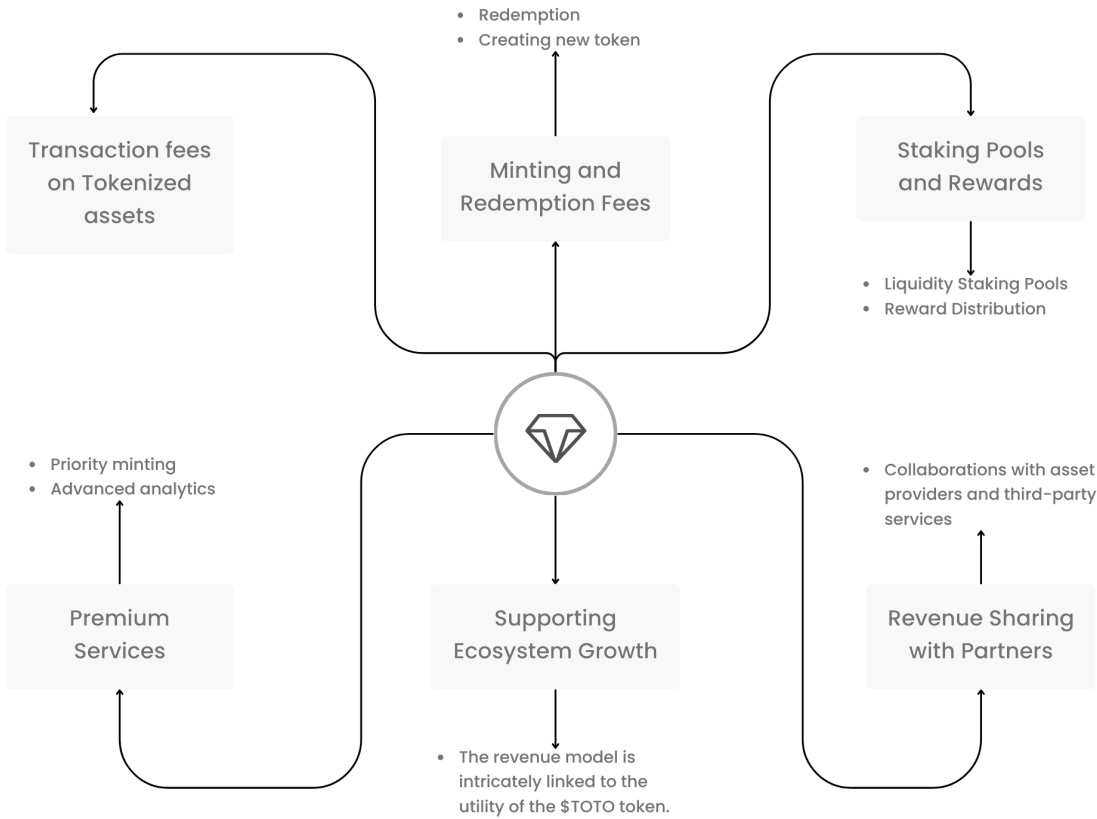 Redemption
Creating new token
Transaction fees
on Tokenized
assets
Minting and
Redemption Fees
Staking Pools
and Rewards
Liquidity Staking Pools
Reward Distribution
Priority minting
Advanced analytics
Collaborations with asset
providers and third-party
services
Premium
Services
Supporting
Ecosystem Growth
Revenue Sharing
with Partners
The revenue model is
intricately linked to the
utility of the $TOTO token.